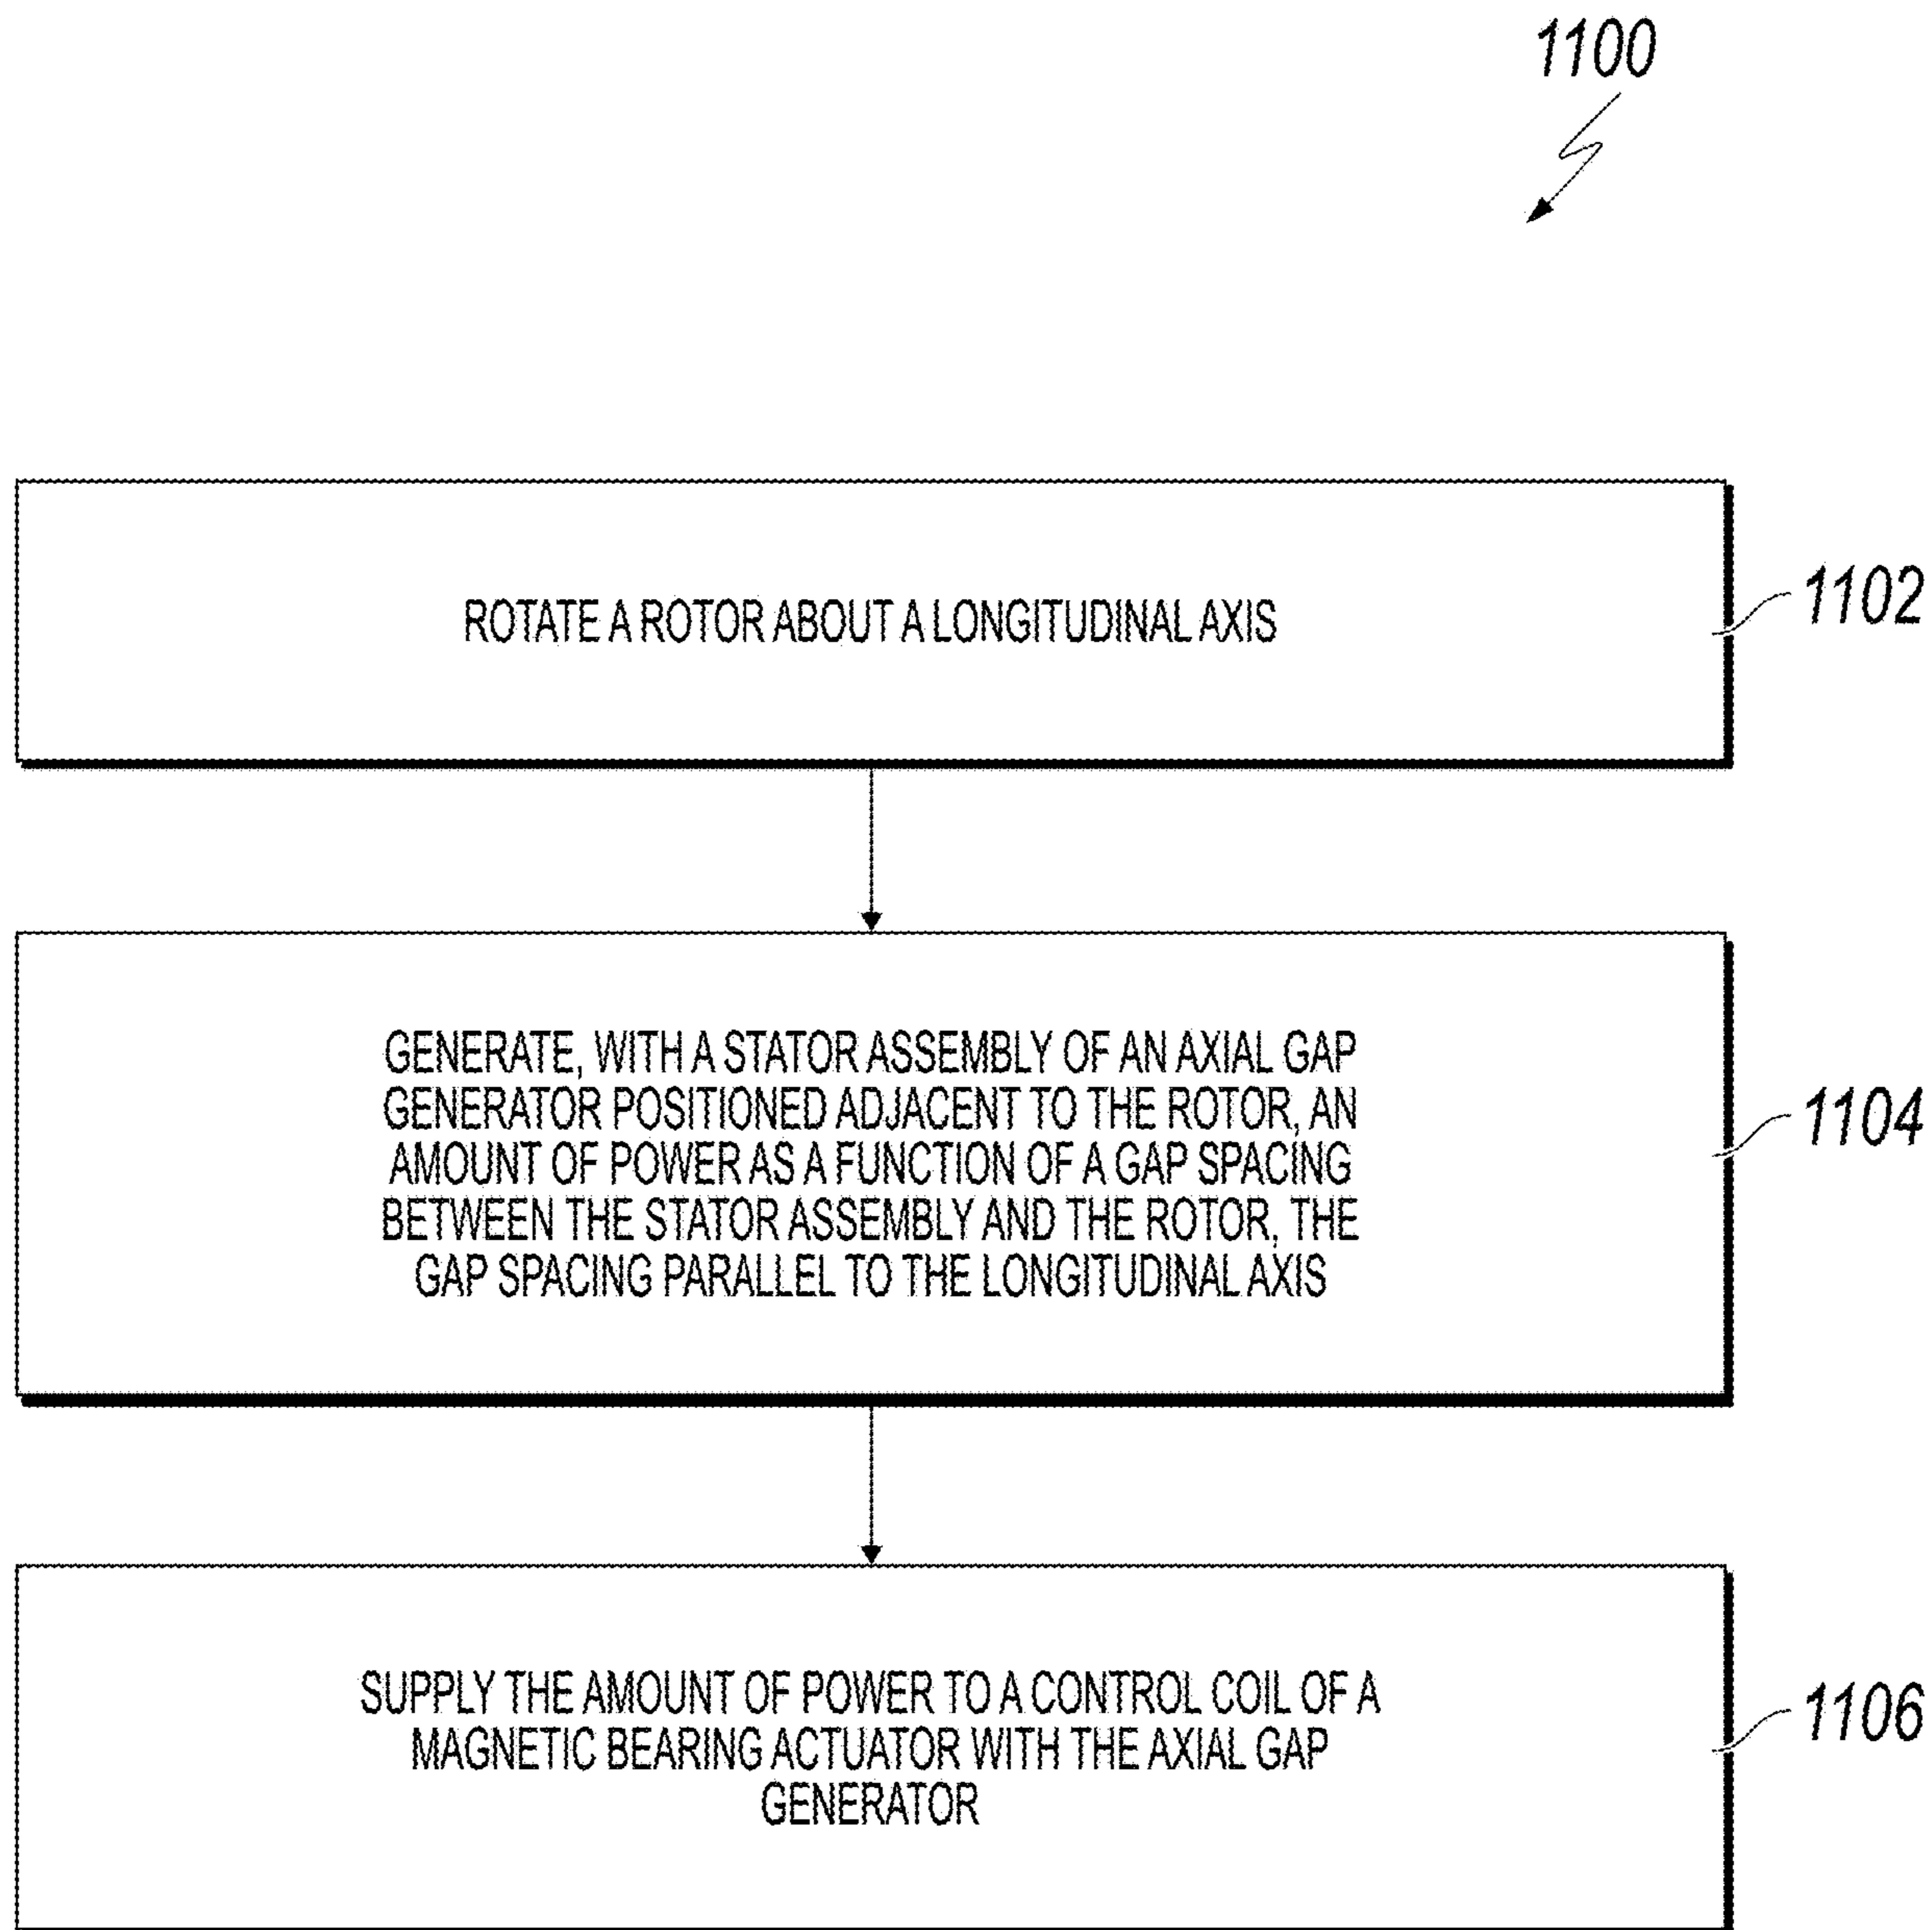 1100
ROTATE A ROTOR ABOUT A LONGITUDINAL AXIS
1102
GENERATE, WITH A STATOR ASSEMBLY OF AN AXIAL GAP
GENERATOR POSITIONED ADJACENT TO THE ROTOR, AN
AMOUNT OF POWER AS A FUNCTION OF A GAP SPACING
BETWEEN THE STATOR ASSEMBLY AND THE ROTOR, THE
GAP SPACING PARALLEL TO THE LONGITUDINAL AXIS
1104
SUPPLY THE AMOUNT OF POWER TO A CONTROL COIL OF A
MAGNETIC BEARING ACTUATOR WITH THE AXIAL GAP
GENERATOR
1106